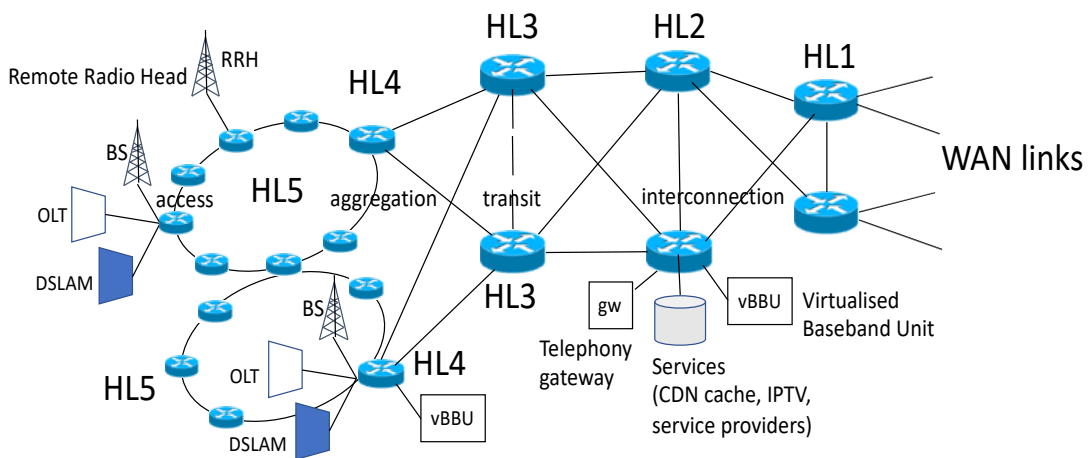 HL3
HL2
HL1
RRH
Remote Radio Head
HL4
BS
WAN links
access
HL5
aggregation
transit
interconnection
OLT
DSLAM
HL3
gw
vBBU
Virtualised
Baseband Unit
BS
Telephony
gateway
Services
(CDN cache, IPTV,
service providers)
OLT
HL4
HL5
vBBU
DSLAM